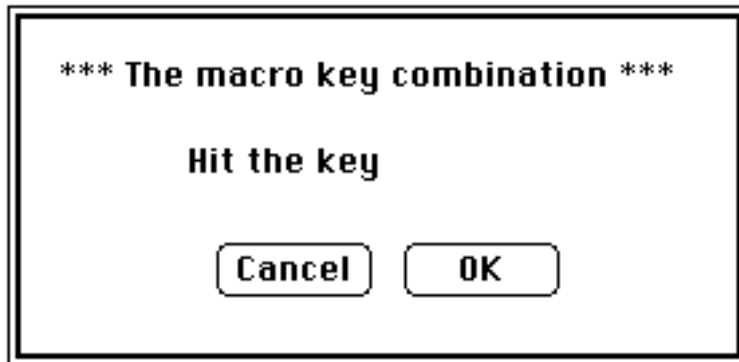 *** The macro key combination ***
Hit the key
Cancel OK